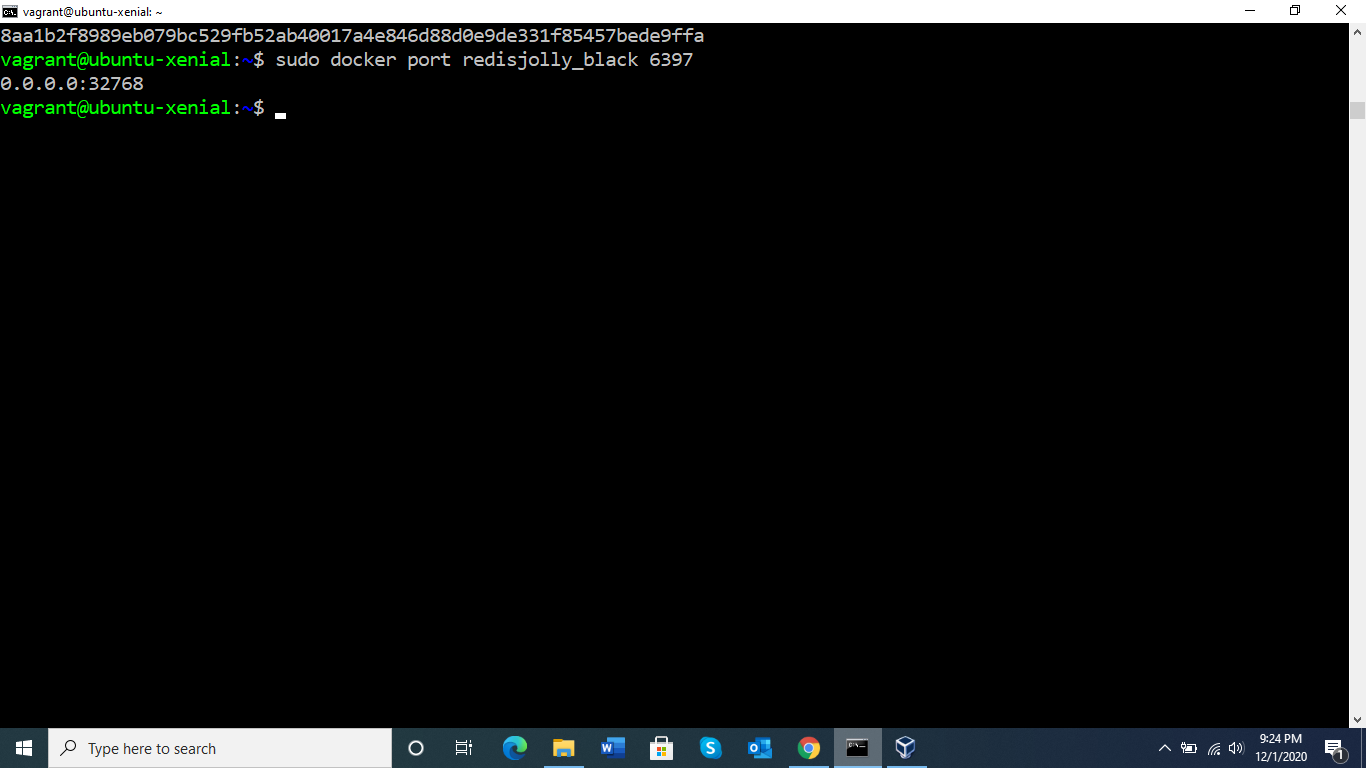 vagrant@ubuntu-xenial: ~
8aa1b2f8989eb079bc529fb52ab40017a4e846d88d0e9de331f85457bede9ffa
vagrant@ubuntu-xenial:~$ sudo docker port redisjolly_black 6397
0.0.0.0:32768
vagrant@ubuntu-xenial:~$
Type here to search
9:24 PM
12/1/2020
1